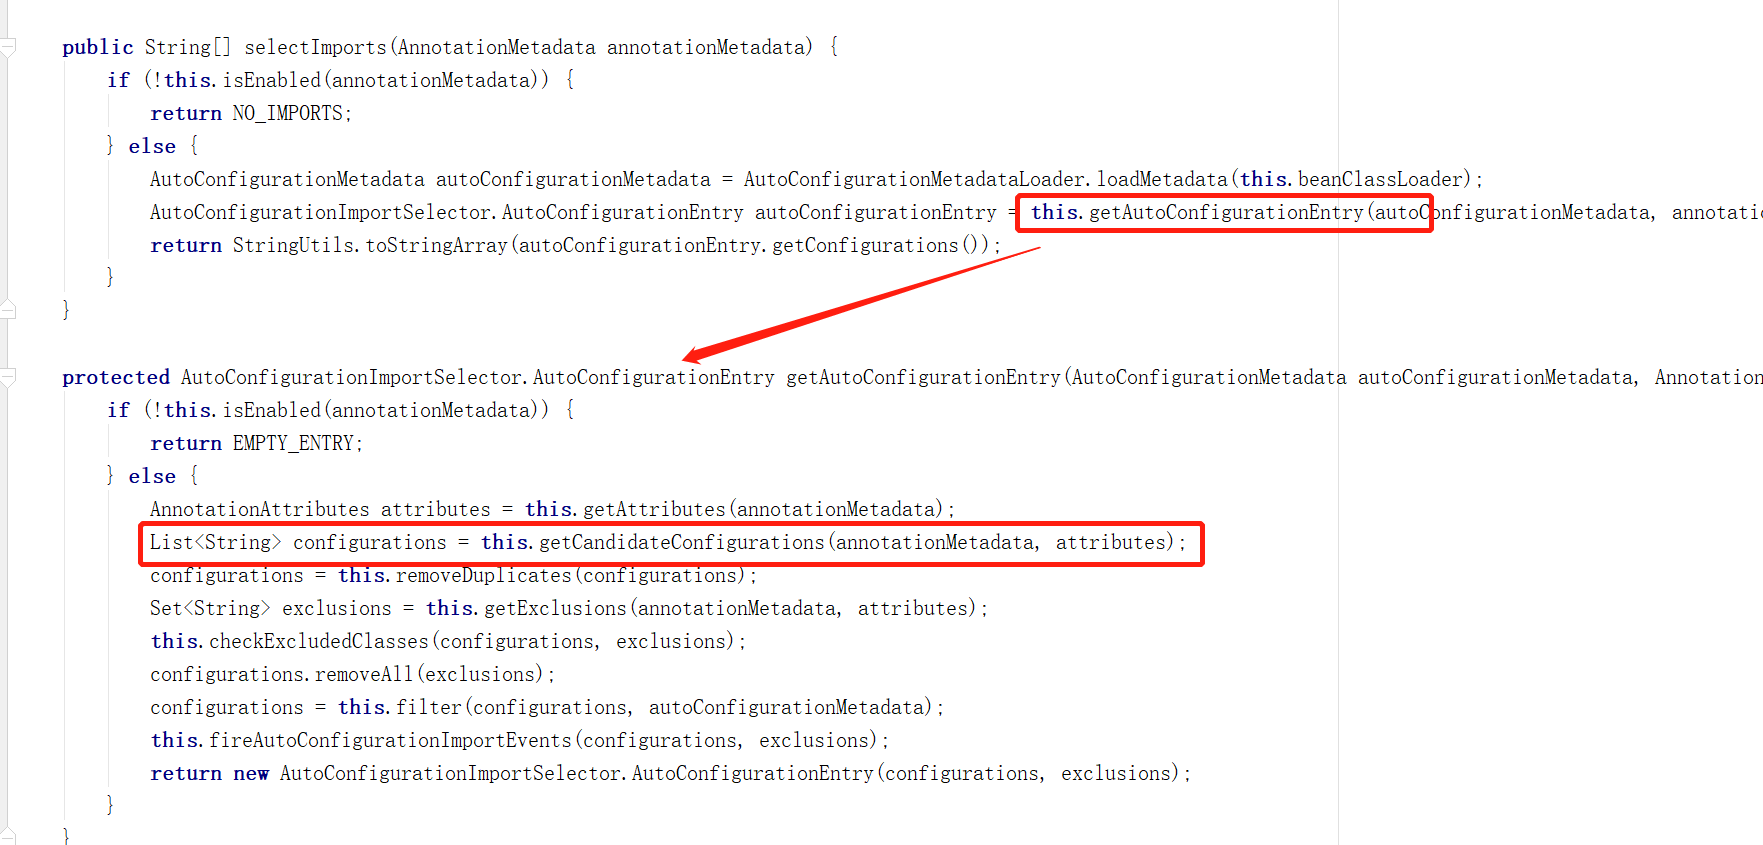 public String[] selectImports(AnnotationMetadata annotationMetadata) {
if (!this.isEnabled(annotationMetadata)) {
return NO_IMPORTS;
} else {
AutoConfigurationMetadata autoConfigurationMetadata = AutoConfigurationMetadataLoader.loadMetadata(this.beanClassLoader);
AutoConfigurationImportSelector.AutoConfigurationEntry autoConfigurationEntry = this.getAutoConfigurationEntry(autoConfigurationMetadata, annotati
return StringUtils.toStringArray(autoConfigurationEntry.getConfigurations());
}
}
protected AutoConfigurationImportSelector.AutoConfigurationEntry getAutoConfigurationEntry(AutoConfigurationMetadata autoConfigurationMetadata, Annotation
if (!this.isEnabled(annotationMetadata)) {
return EMPTY_ENTRY;
} else {
AnnotationAttributes attributes = this.getAttributes(annotationMetadata);
List<String> configurations = this.getCandidateConfigurations(annotationMetadata, attributes);
configurations = this.removeDuplicates(configurations);
Set<String> exclusions = this.getExclusions(annotationMetadata, attributes);
this.checkExcludedClasses(configurations, exclusions);
configurations.removeAll(exclusions);
configurations = this.filter(configurations, autoConfigurationMetadata);
this.fireAutoConfigurationImportEvents(configurations, exclusions);
return new AutoConfigurationImportSelector.AutoConfigurationEntry(configurations, exclusions);
}
}